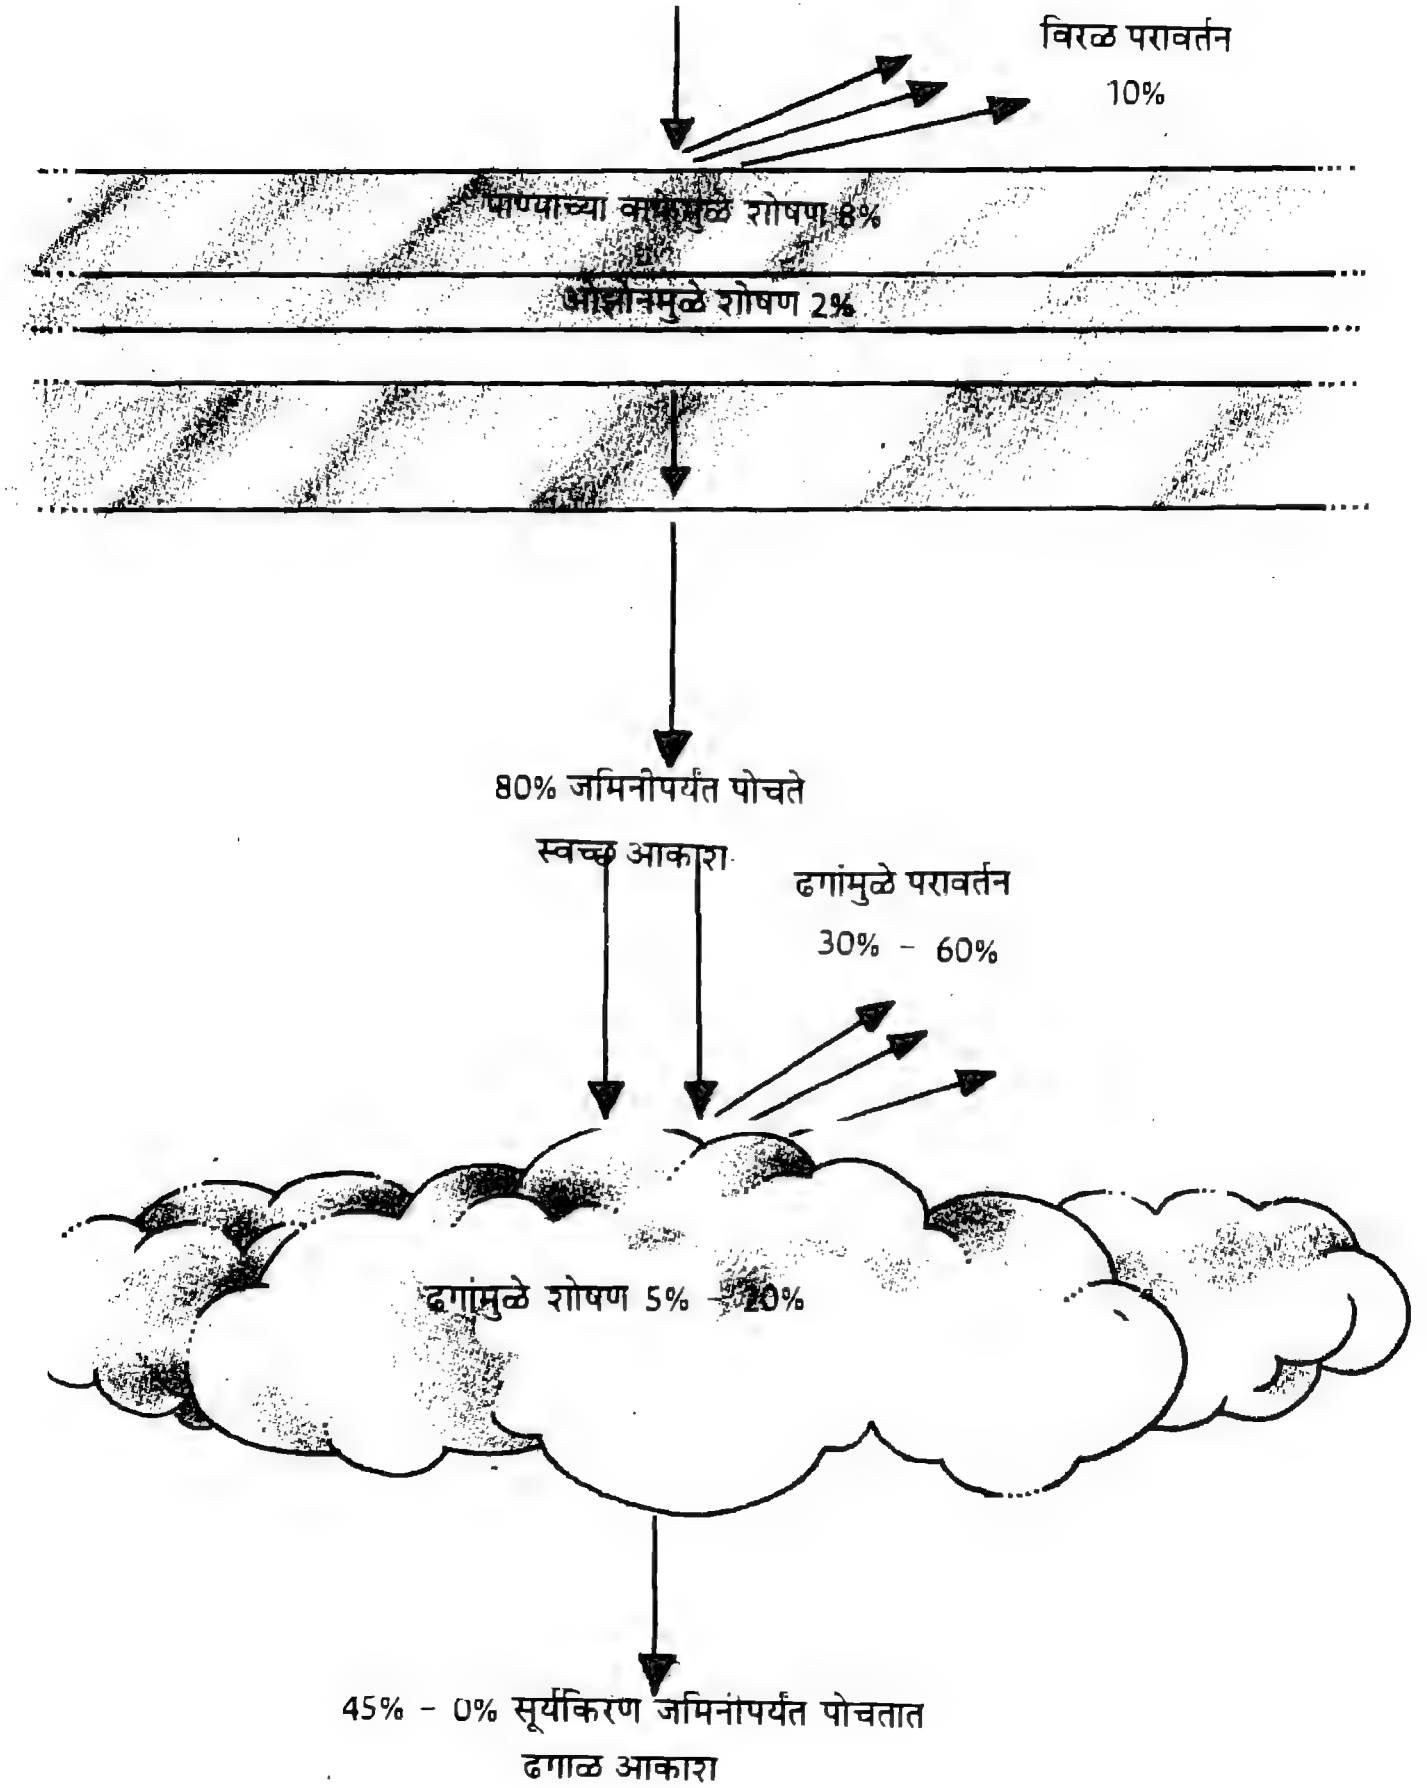 विरळ परावर्तन
10%
पाण्याच्या वाफेमुळे शोषण 8%
ओझोनमुळे शोषण 2%
80% जमिनीपर्यंत पोचते
स्वच्छ आकाश
ढगांमुळे परावर्तन
30% - 60%
ढगांमुळे शोषण 5% - 20%
45% - 0% सूर्यकिरण जमिनीपर्यंत पोचतात
ढगाळ आकाश